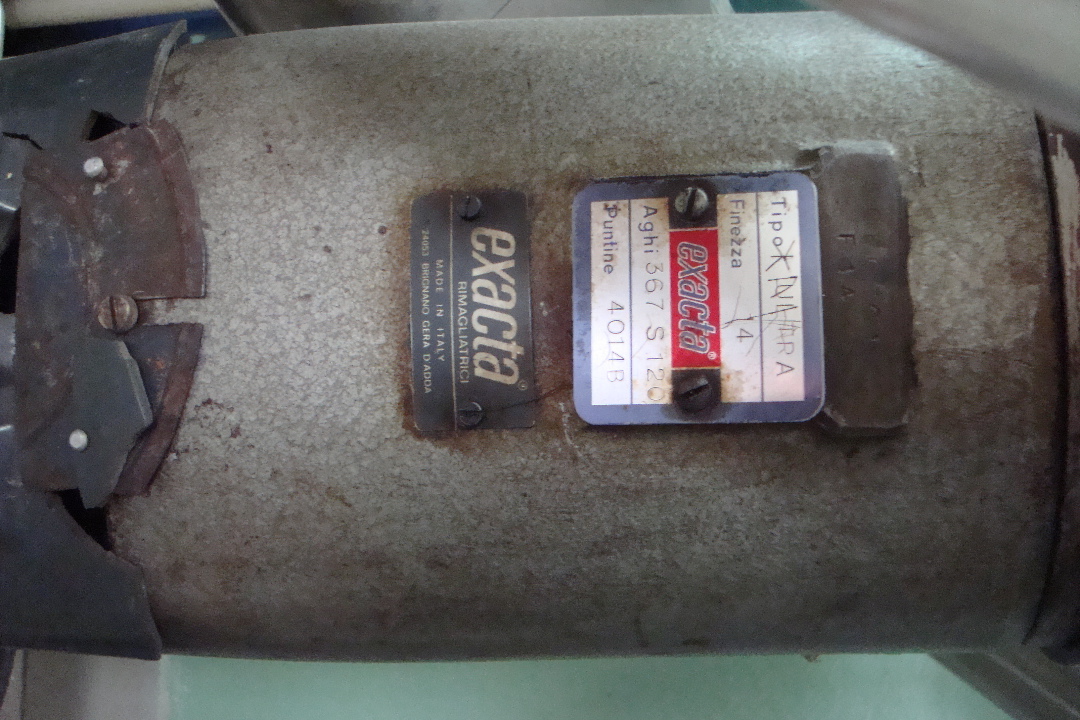 Tipo
Finezza 14
exacta®
Aghi 367 S 120
Puntine 4014B
exacta®
RIMAGLIATRICI
MADE IN ITALY
24053 BRIGNANO GERA D'ADDA